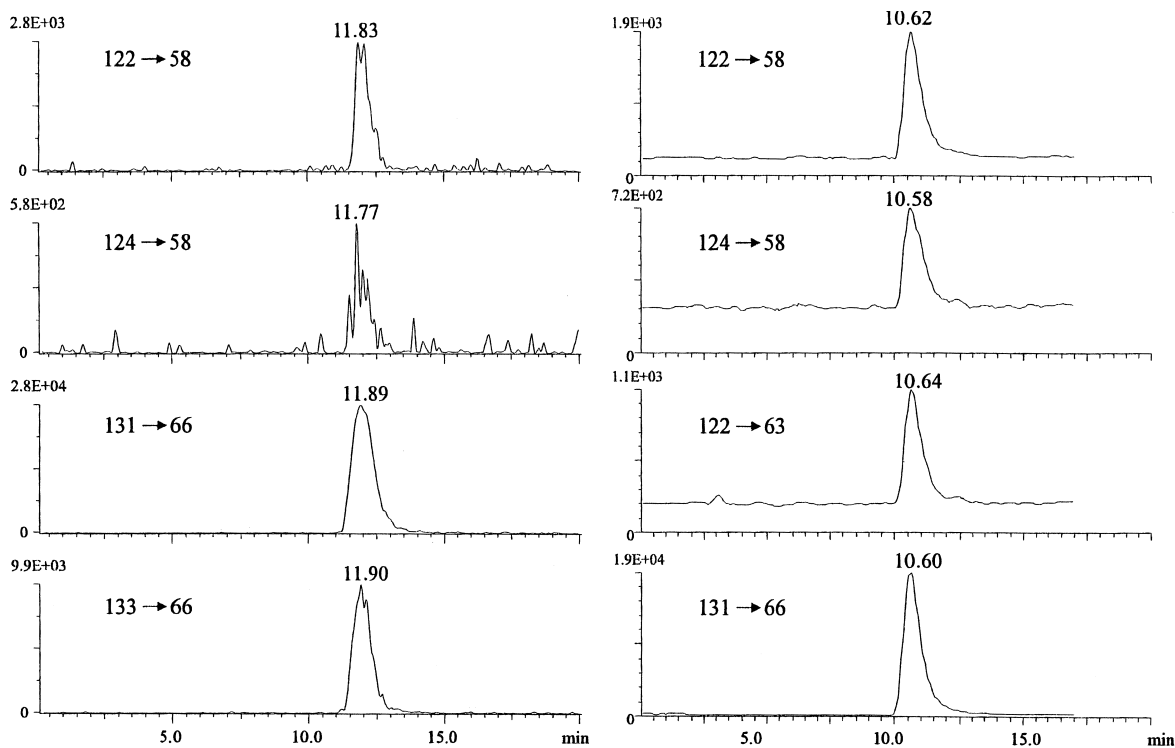 2.8E+03
11.83
122 → 58
0
5.8E+02
11.77
124 → 58
0
2.8E+04
11.89
131 → 66
0
9.9E+03
11.90
133 → 66
0
5.0 10.0 15.0 min
1.9E+03
10.62
122 → 58
0
7.2E+02
10.58
124 → 58
0
1.1E+03
10.64
122 → 63
0
1.9E+04
10.60
131 → 66
0
5.0 10.0 15.0 min